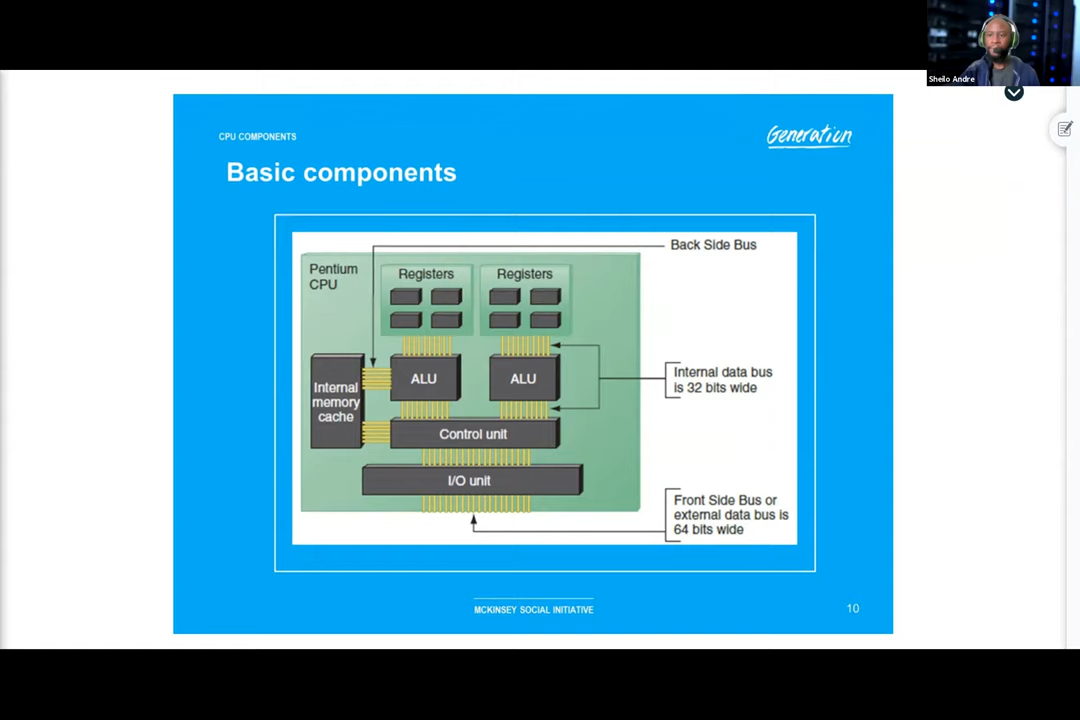 Sheilo Andre
CPU COMPONENTS
Generation
Basic components
Back Side Bus
Pentium
CPU
Registers
Registers
Internal
memory
cache
ALU
ALU
Internal data bus
is 32 bits wide
Control unit
I/O unit
Front Side Bus or
external data bus is
64 bits wide
MCKINSEY SOCIAL INITIATIVE
10